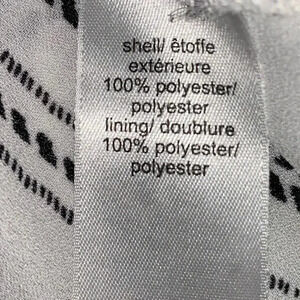 shell/ étoffe
extérieure
100% polyester/
polyester
lining/ doublure
100% polyester/
polyester